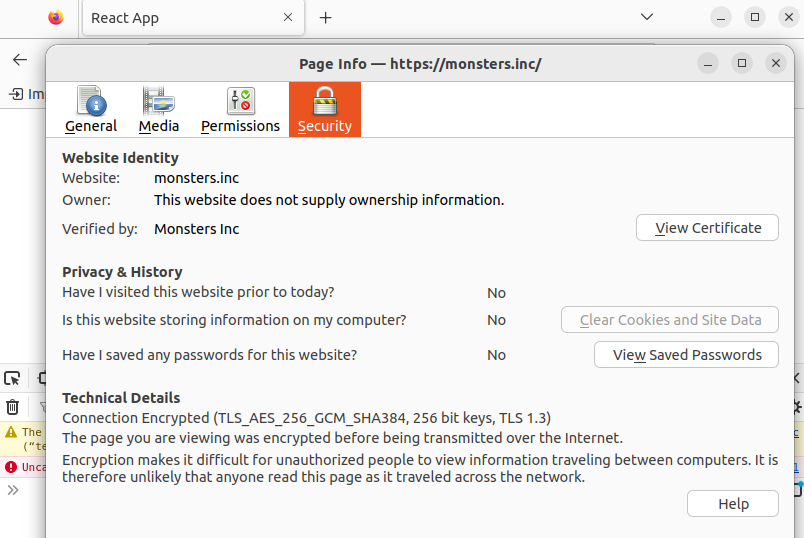 React App
Page Info — https://monsters.inc/
Im
General Media Permissions Security
Website Identity
Website: monsters.inc
Owner: This website does not supply ownership information.
Verified by: Monsters Inc View Certificate
Privacy & History
Have I visited this website prior to today? No
Is this website storing information on my computer? No Clear Cookies and Site Data
Have I saved any passwords for this website? No View Saved Passwords
Technical Details
Connection Encrypted (TLS_AES_256_GCM_SHA384, 256 bit keys, TLS 1.3)
The page you are viewing was encrypted before being transmitted over the Internet.
Encryption makes it difficult for unauthorized people to view information traveling between computers. It is
therefore unlikely that anyone read this page as it traveled across the network.
Help
The
("te
Unca